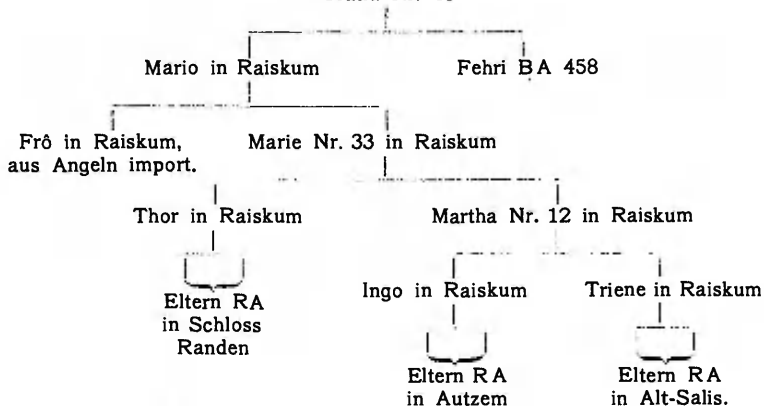 Mario in Raiskum Fehri BA 458
Frô in Raiskum, Marie Nr. 33 in Raiskum
aus Angeln import.
Thor in Raiskum Martha Nr. 12 in Raiskum
Eltern RA
in Schloss
Randen
Ingo in Raiskum Triene in Raiskum
Eltern RA Eltern RA
in Autzem in Alt-Salis.